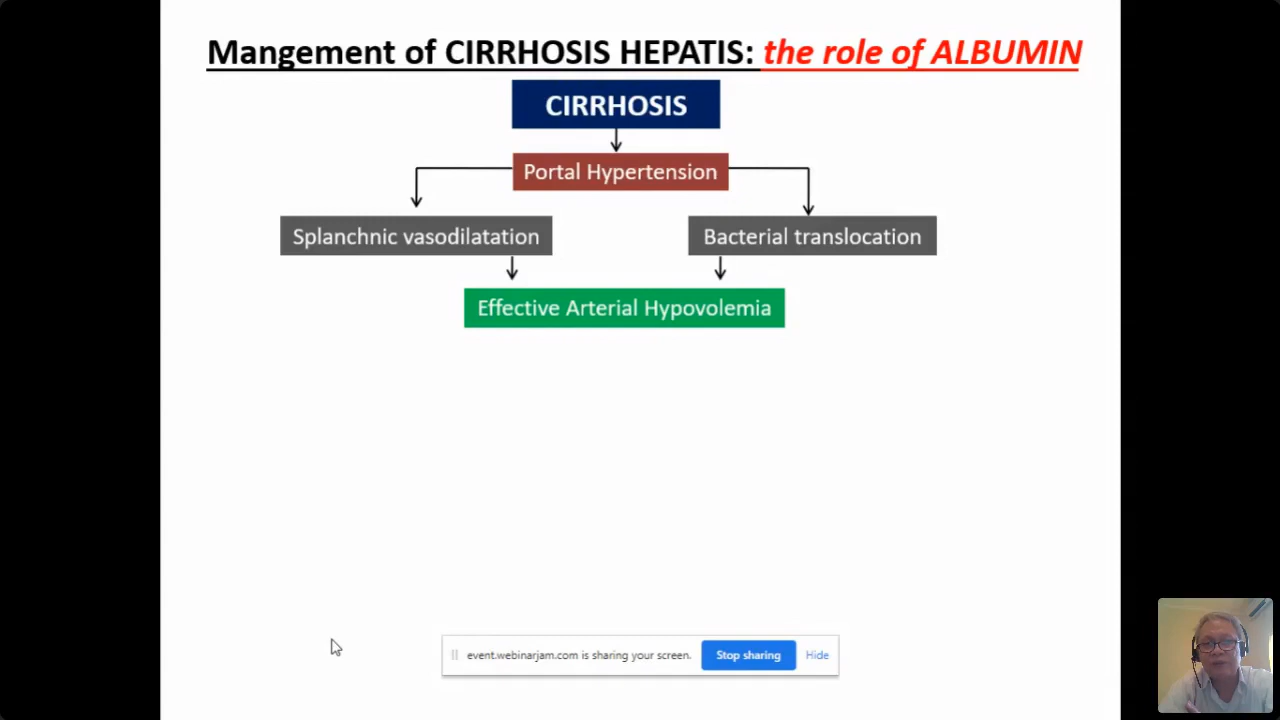 Mangement of CIRRHOSIS HEPATIS: the role of ALBUMIN
CIRRHOSIS
Portal Hypertension
Splanchnic vasodilatation
Bacterial translocation
Effective Arterial Hypovolemia
event.webinarjam.com is sharing your screen.
Stop sharing
Hide